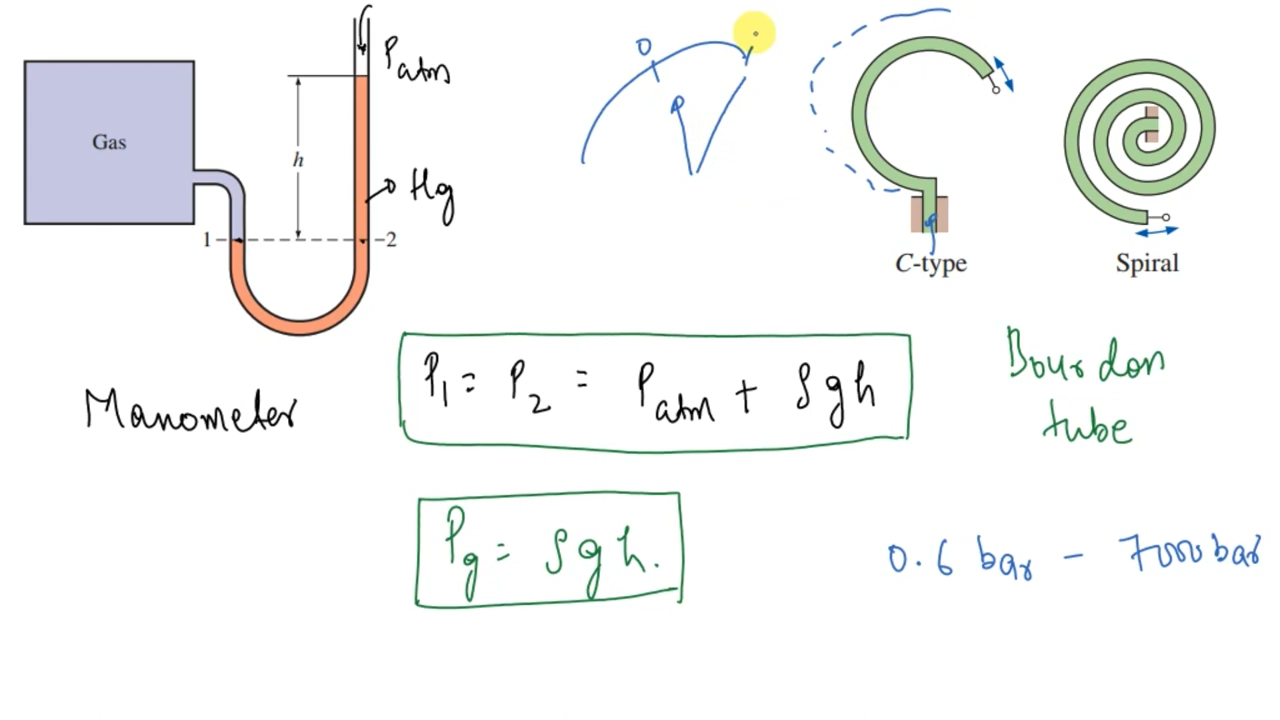 Gas
h
1
2
Patm
Hg
0
C-type
Spiral
Manometer
P1 = P2 = Patm + ρgh
Pg = ρgh.
Bourdon
tube
0.6 bar - 7000 bar